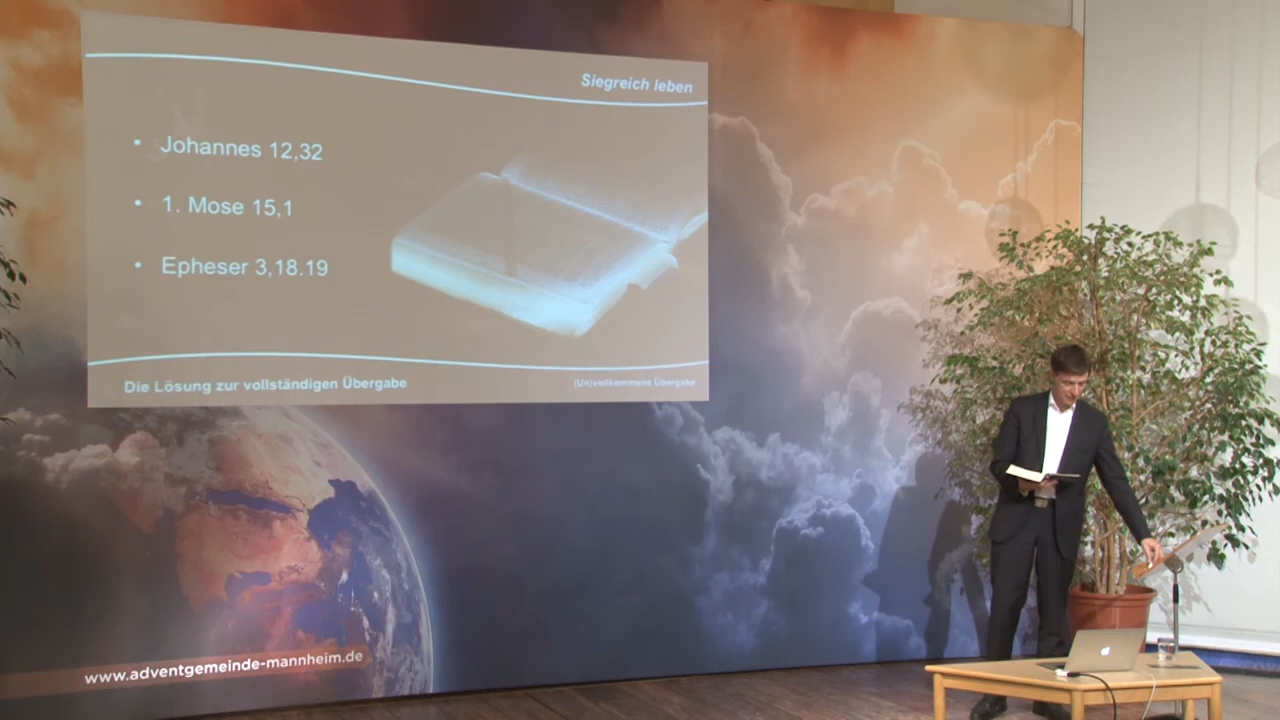 Siegreich leben
• Johannes 12,32
• 1. Mose 15,1
• Epheser 3,18.19
Die Lösung zur vollständigen Übergabe
(Un)vollkommene Übergabe
www.adventgemeinde-mannheim.de